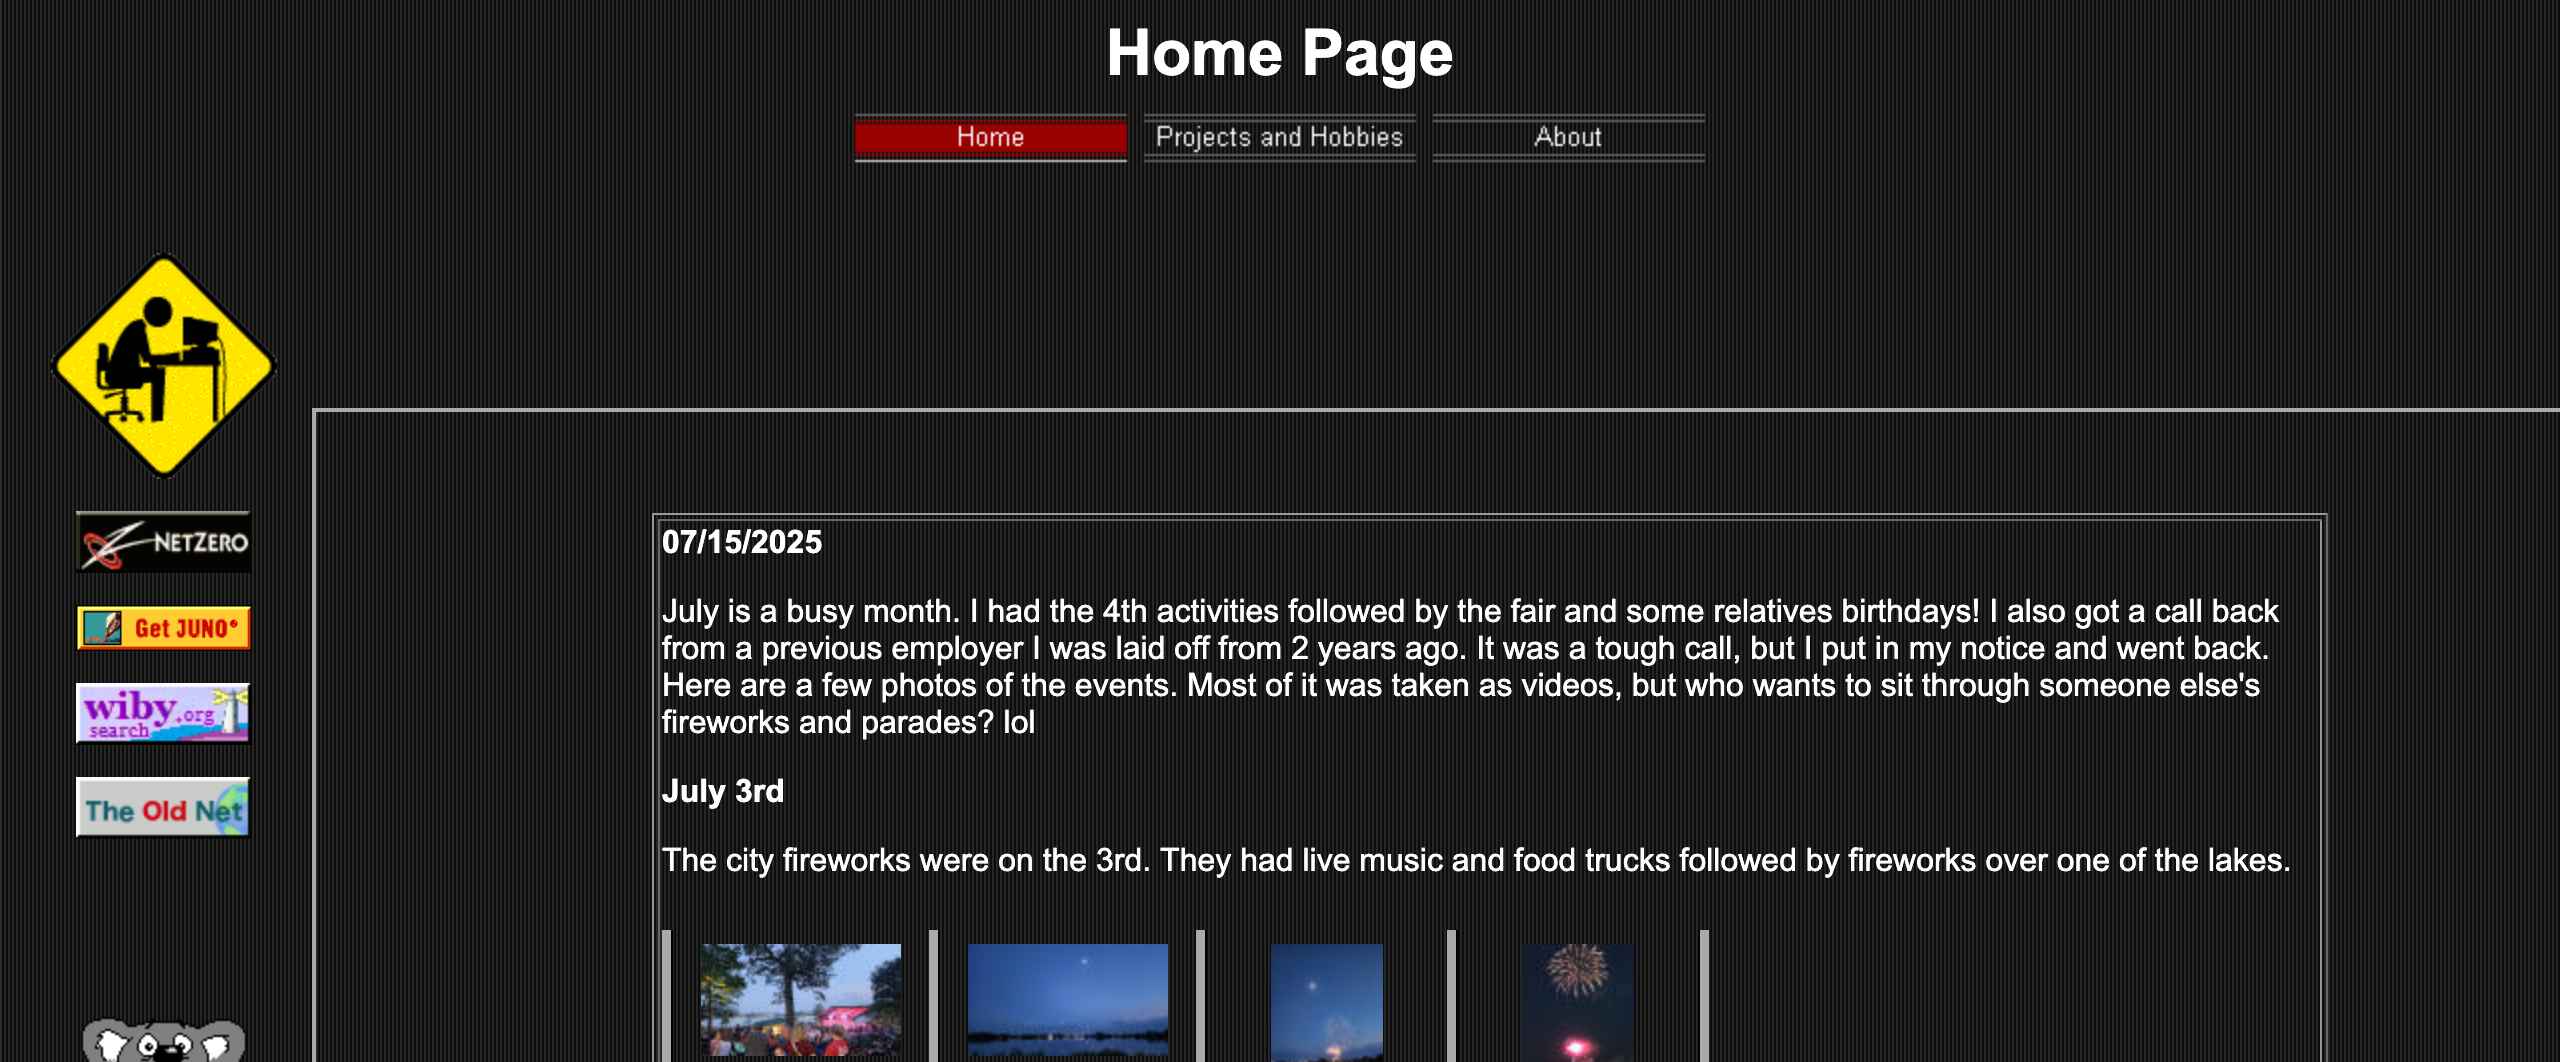 Home Page
Home
Projects and Hobbies
About
NETZERO
Get JUNO®
wiby.org
search
The Old Net
07/15/2025
July is a busy month. I had the 4th activities followed by the fair and some relatives birthdays! I also got a call back
from a previous employer I was laid off from 2 years ago. It was a tough call, but I put in my notice and went back.
Here are a few photos of the events. Most of it was taken as videos, but who wants to sit through someone else's
fireworks and parades? lol
July 3rd
The city fireworks were on the 3rd. They had live music and food trucks followed by fireworks over one of the lakes.